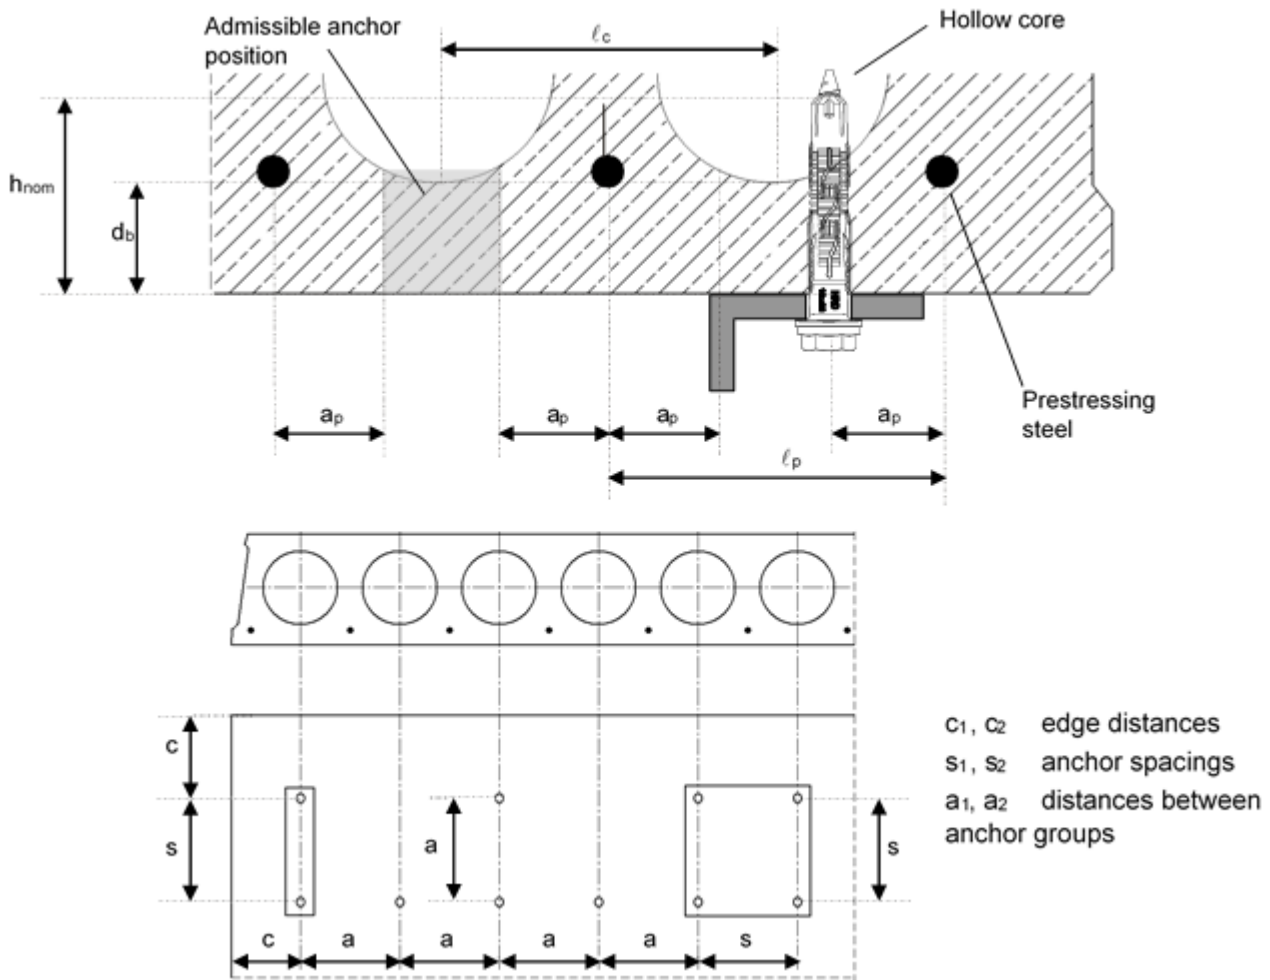 Admissible anchor
position
ℓc
Hollow core
hnom
db
Prestressing
steel
ap
ap
ap
ap
ℓp
c
s
a
s
c
a
a
a
a
s
c1, c2 edge distances
s1, s2 anchor spacings
a1, a2 distances between
anchor groups